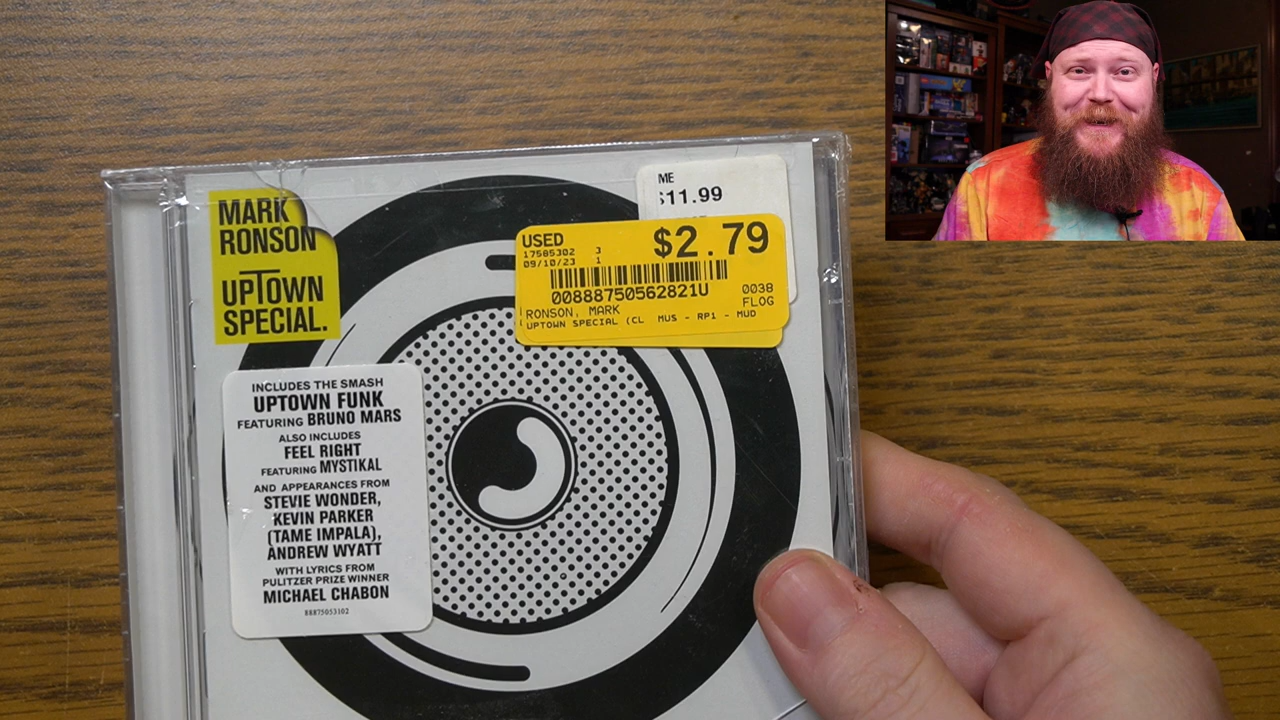 MARK
RONSON
UPTOWN
SPECIAL.
ME
$11.99
USED
$2.79
17585302 3
09/10/23 1
00888750562821U
0038
FLOG
RONSON, MARK
UPTOWN SPECIAL (CL MUS - RP1 - MUD
INCLUDES THE SMASH
UPTOWN FUNK
FEATURING BRUNO MARS
ALSO INCLUDES
FEEL RIGHT
FEATURING MYSTIKAL
AND APPEARANCES FROM
STEVIE WONDER,
KEVIN PARKER
(TAME IMPALA),
ANDREW WYATT
WITH LYRICS FROM
PULITZER PRIZE WINNER
MICHAEL CHABON
88875053102